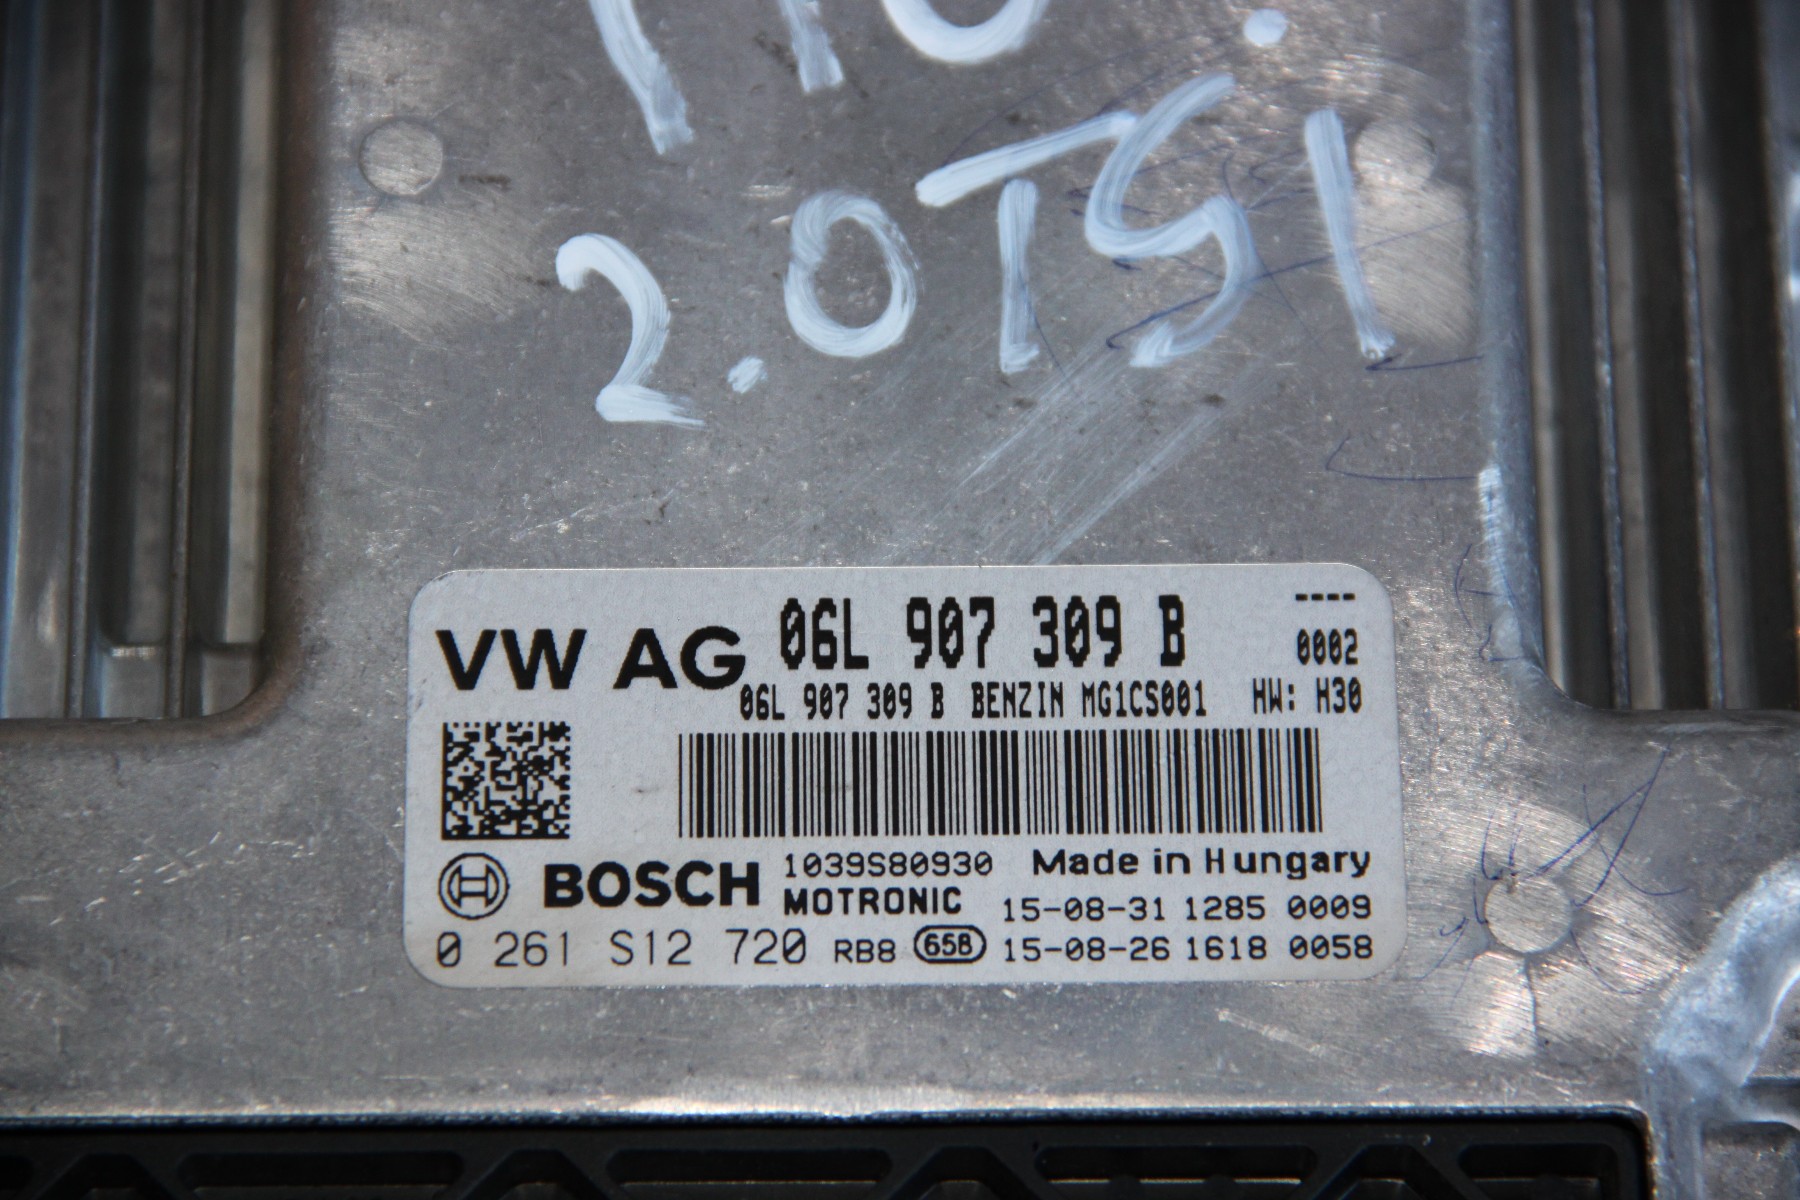 2.0TSI
VW AG 06L 907 309 B ----
0002
06L 907 309 B BENZIN MG1CS001 HW: H30
BOSCH 1039S80930 Made in Hungary
MOTRONIC 15-08-31 1285 0009
0 261 S12 720 RB8 65B 15-08-26 1618 0058